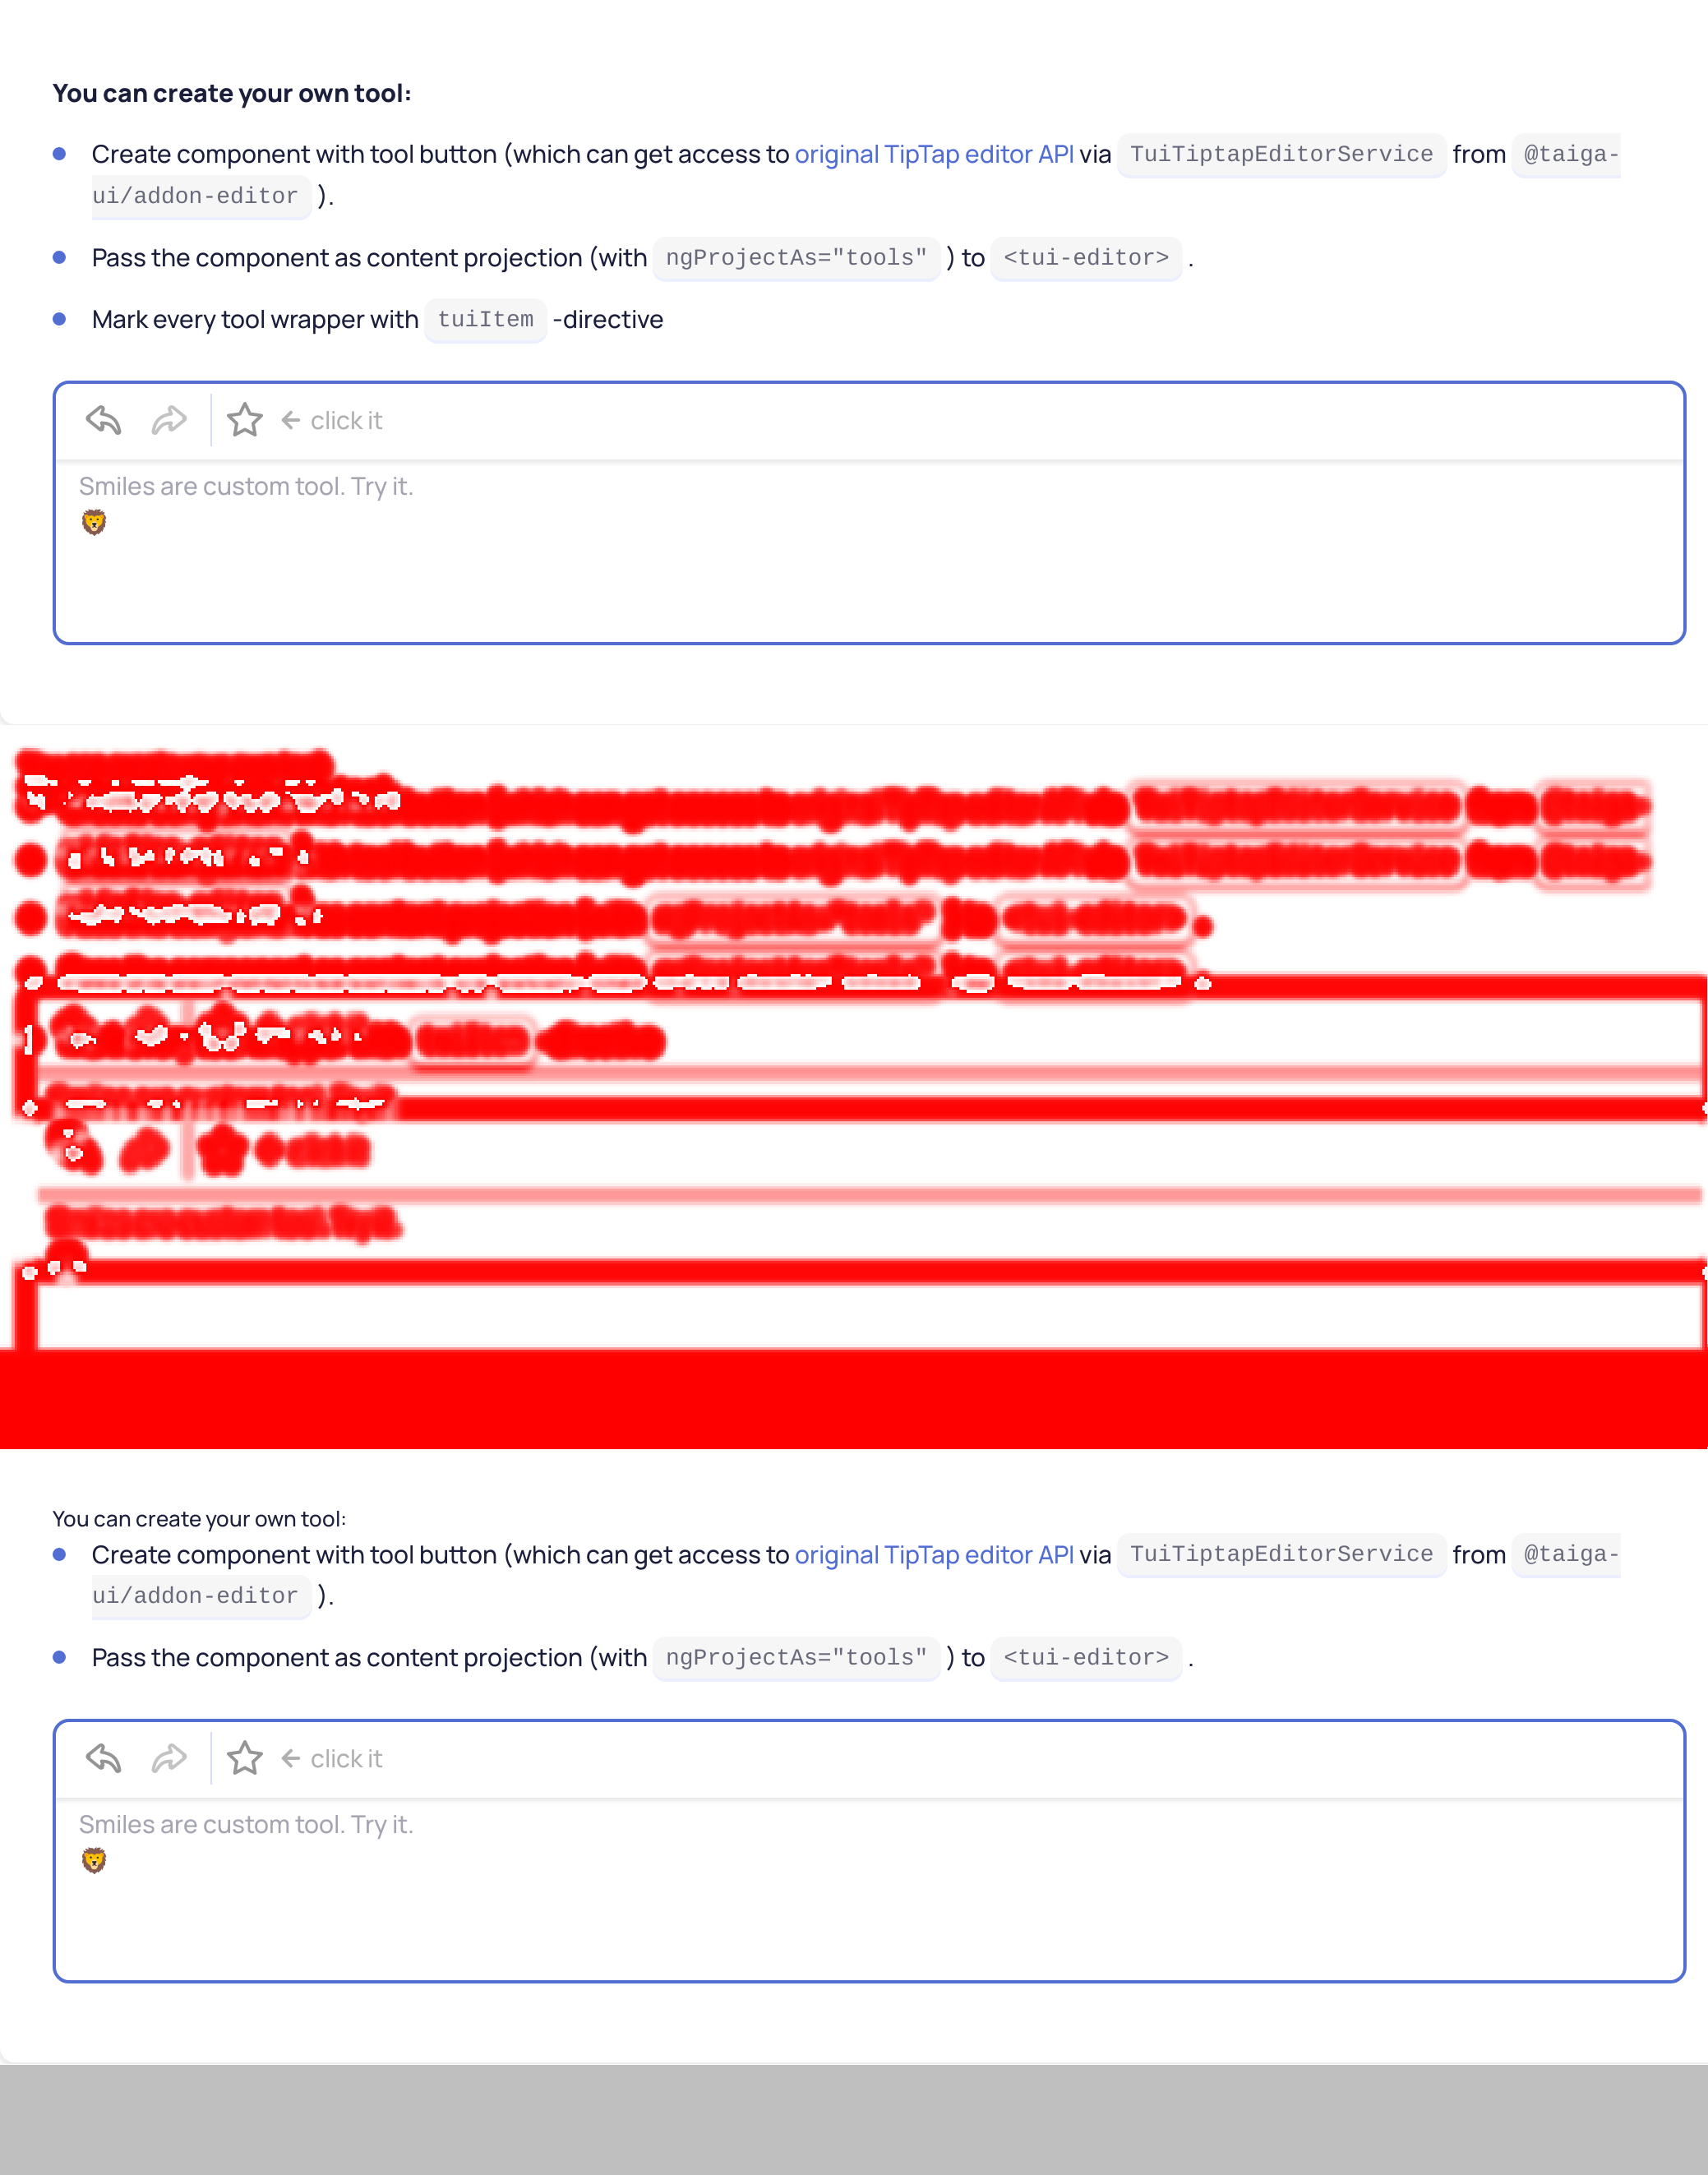 You can create your own tool:
Create component with tool button (which can get access to original TipTap editor API via TuiTiptapEditorService from @taiga-
ui/addon-editor ).
Pass the component as content projection (with ngProjectAs="tools" ) to <tui-editor> .
Mark every tool wrapper with tuiItem -directive
← click it
Smiles are custom tool. Try it.
🦁
You can create your own tool:
Create component with tool button (which can get access to original TipTap editor API via TuiTiptapEditorService from @taiga-
ui/addon-editor ).
Pass the component as content projection (with ngProjectAs="tools" ) to <tui-editor> .
← click it
Smiles are custom tool. Try it.
🦁